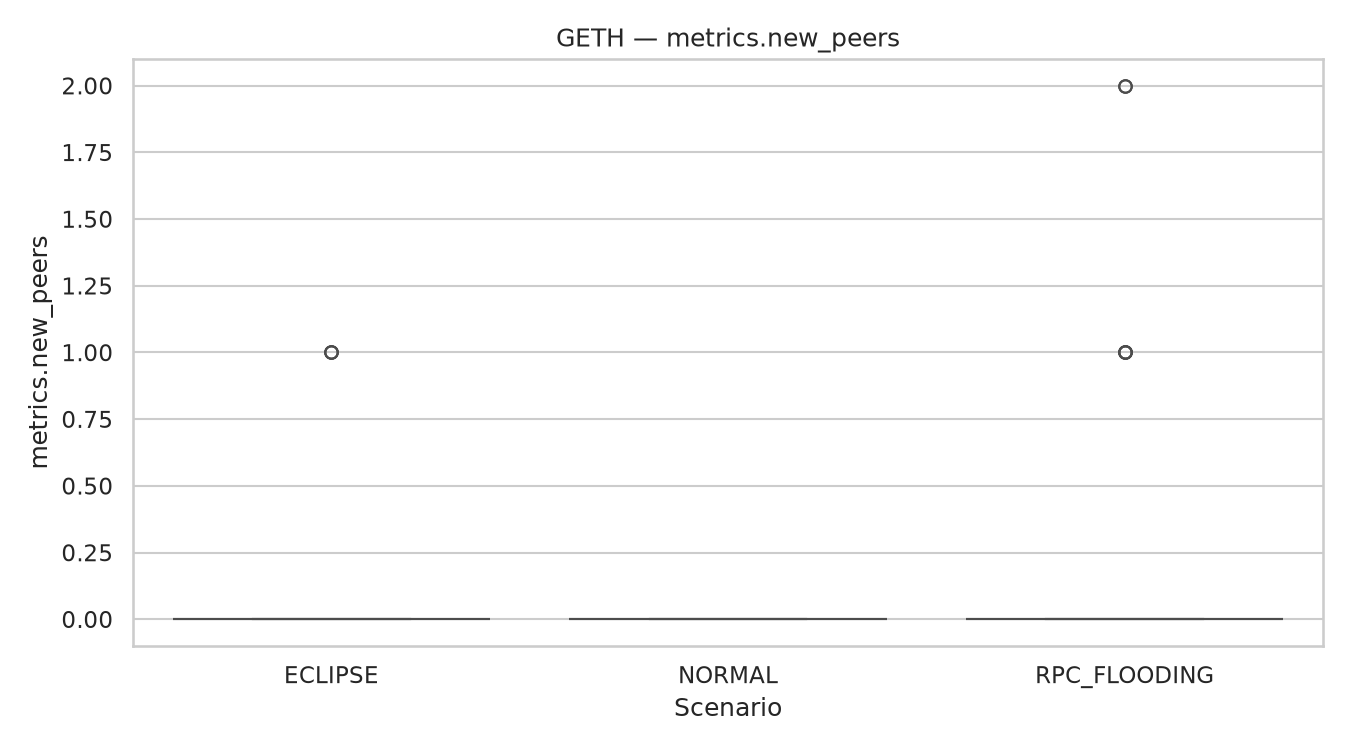 GETH — metrics.new_peers
metrics.new_peers
2.00
1.75
1.50
1.25
1.00
0.75
0.50
0.25
0.00
ECLIPSE
NORMAL
RPC_FLOODING
Scenario